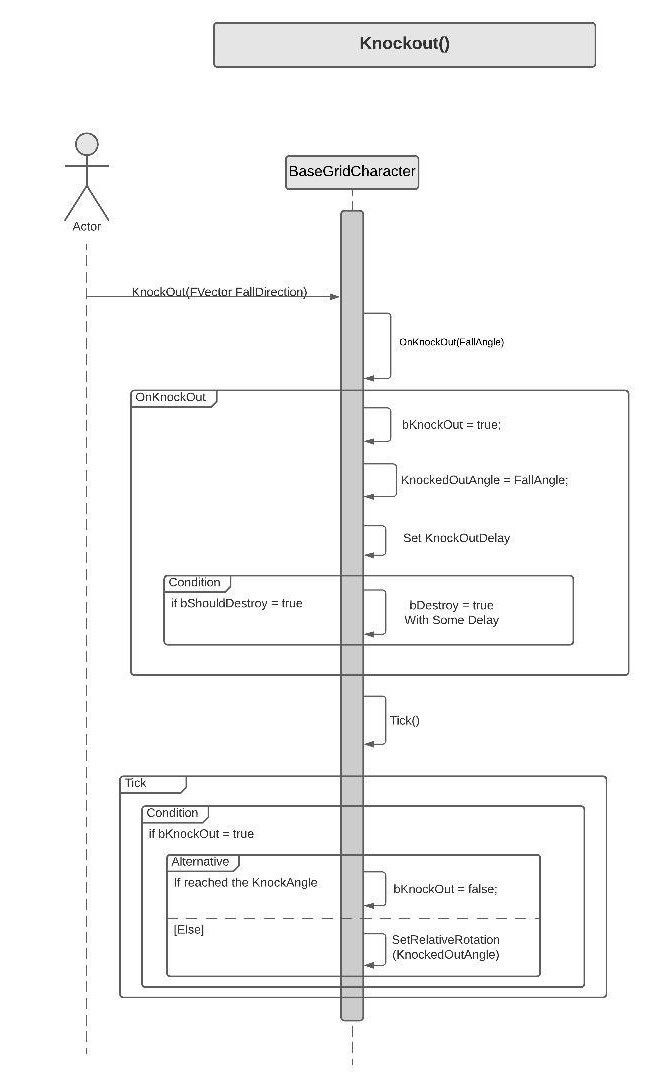 Knockout()
BaseGridCharacter
Actor
KnockOut(FVector FallDirection)
OnKnockOut(FallAngle)
OnKnockOut
bKnockOut = true;
KnockedOutAngle = FallAngle;
Set KnockOutDelay
Condition
if bShouldDestroy = true
bDestroy = true
With Some Delay
Tick()
Tick
Condition
if bKnockOut = true
Alternative
If reached the KnockAngle
bKnockOut = false;
[Else]
SetRelativeRotation
(KnockedOutAngle)